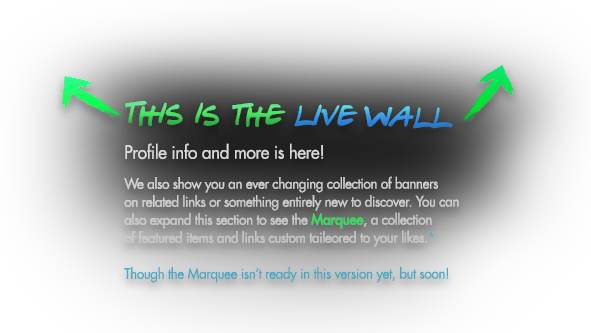 THIS IS THE LIVE WALL
Profile info and more is here!
We also show you an ever changing collection of banners
on related links or something entirely new to discover. You can
also expand this section to see the Marquee, a collection
of featured items and links custom taileored to your likes.*
Though the Marquee isn't ready in this version yet, but soon!